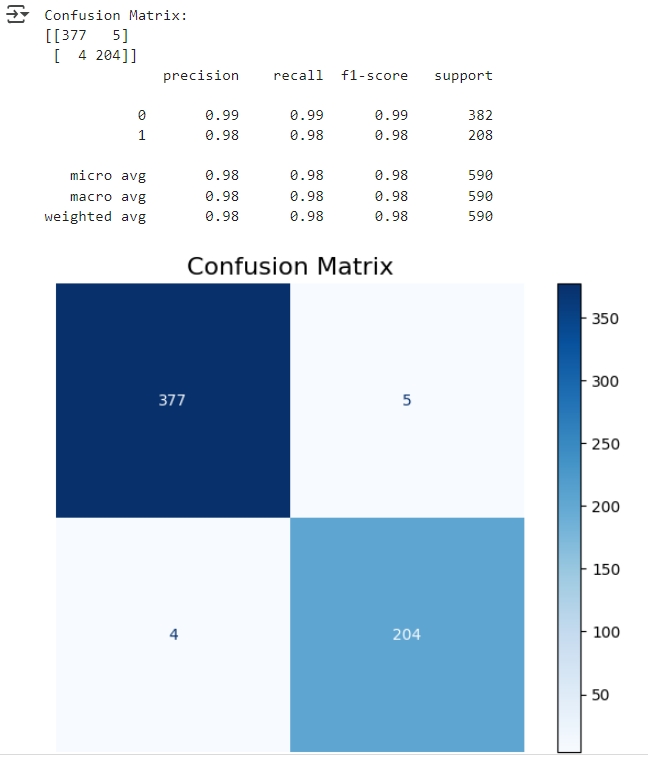 Confusion Matrix:
[[377   5]
 [  4 204]]
              precision    recall  f1-score   support

           0       0.99      0.99      0.99       382
           1       0.98      0.98      0.98       208

   micro avg       0.98      0.98      0.98       590
   macro avg       0.98      0.98      0.98       590
weighted avg       0.98      0.98      0.98       590
Confusion Matrix
377 5
4 204
350
300
250
200
150
100
50